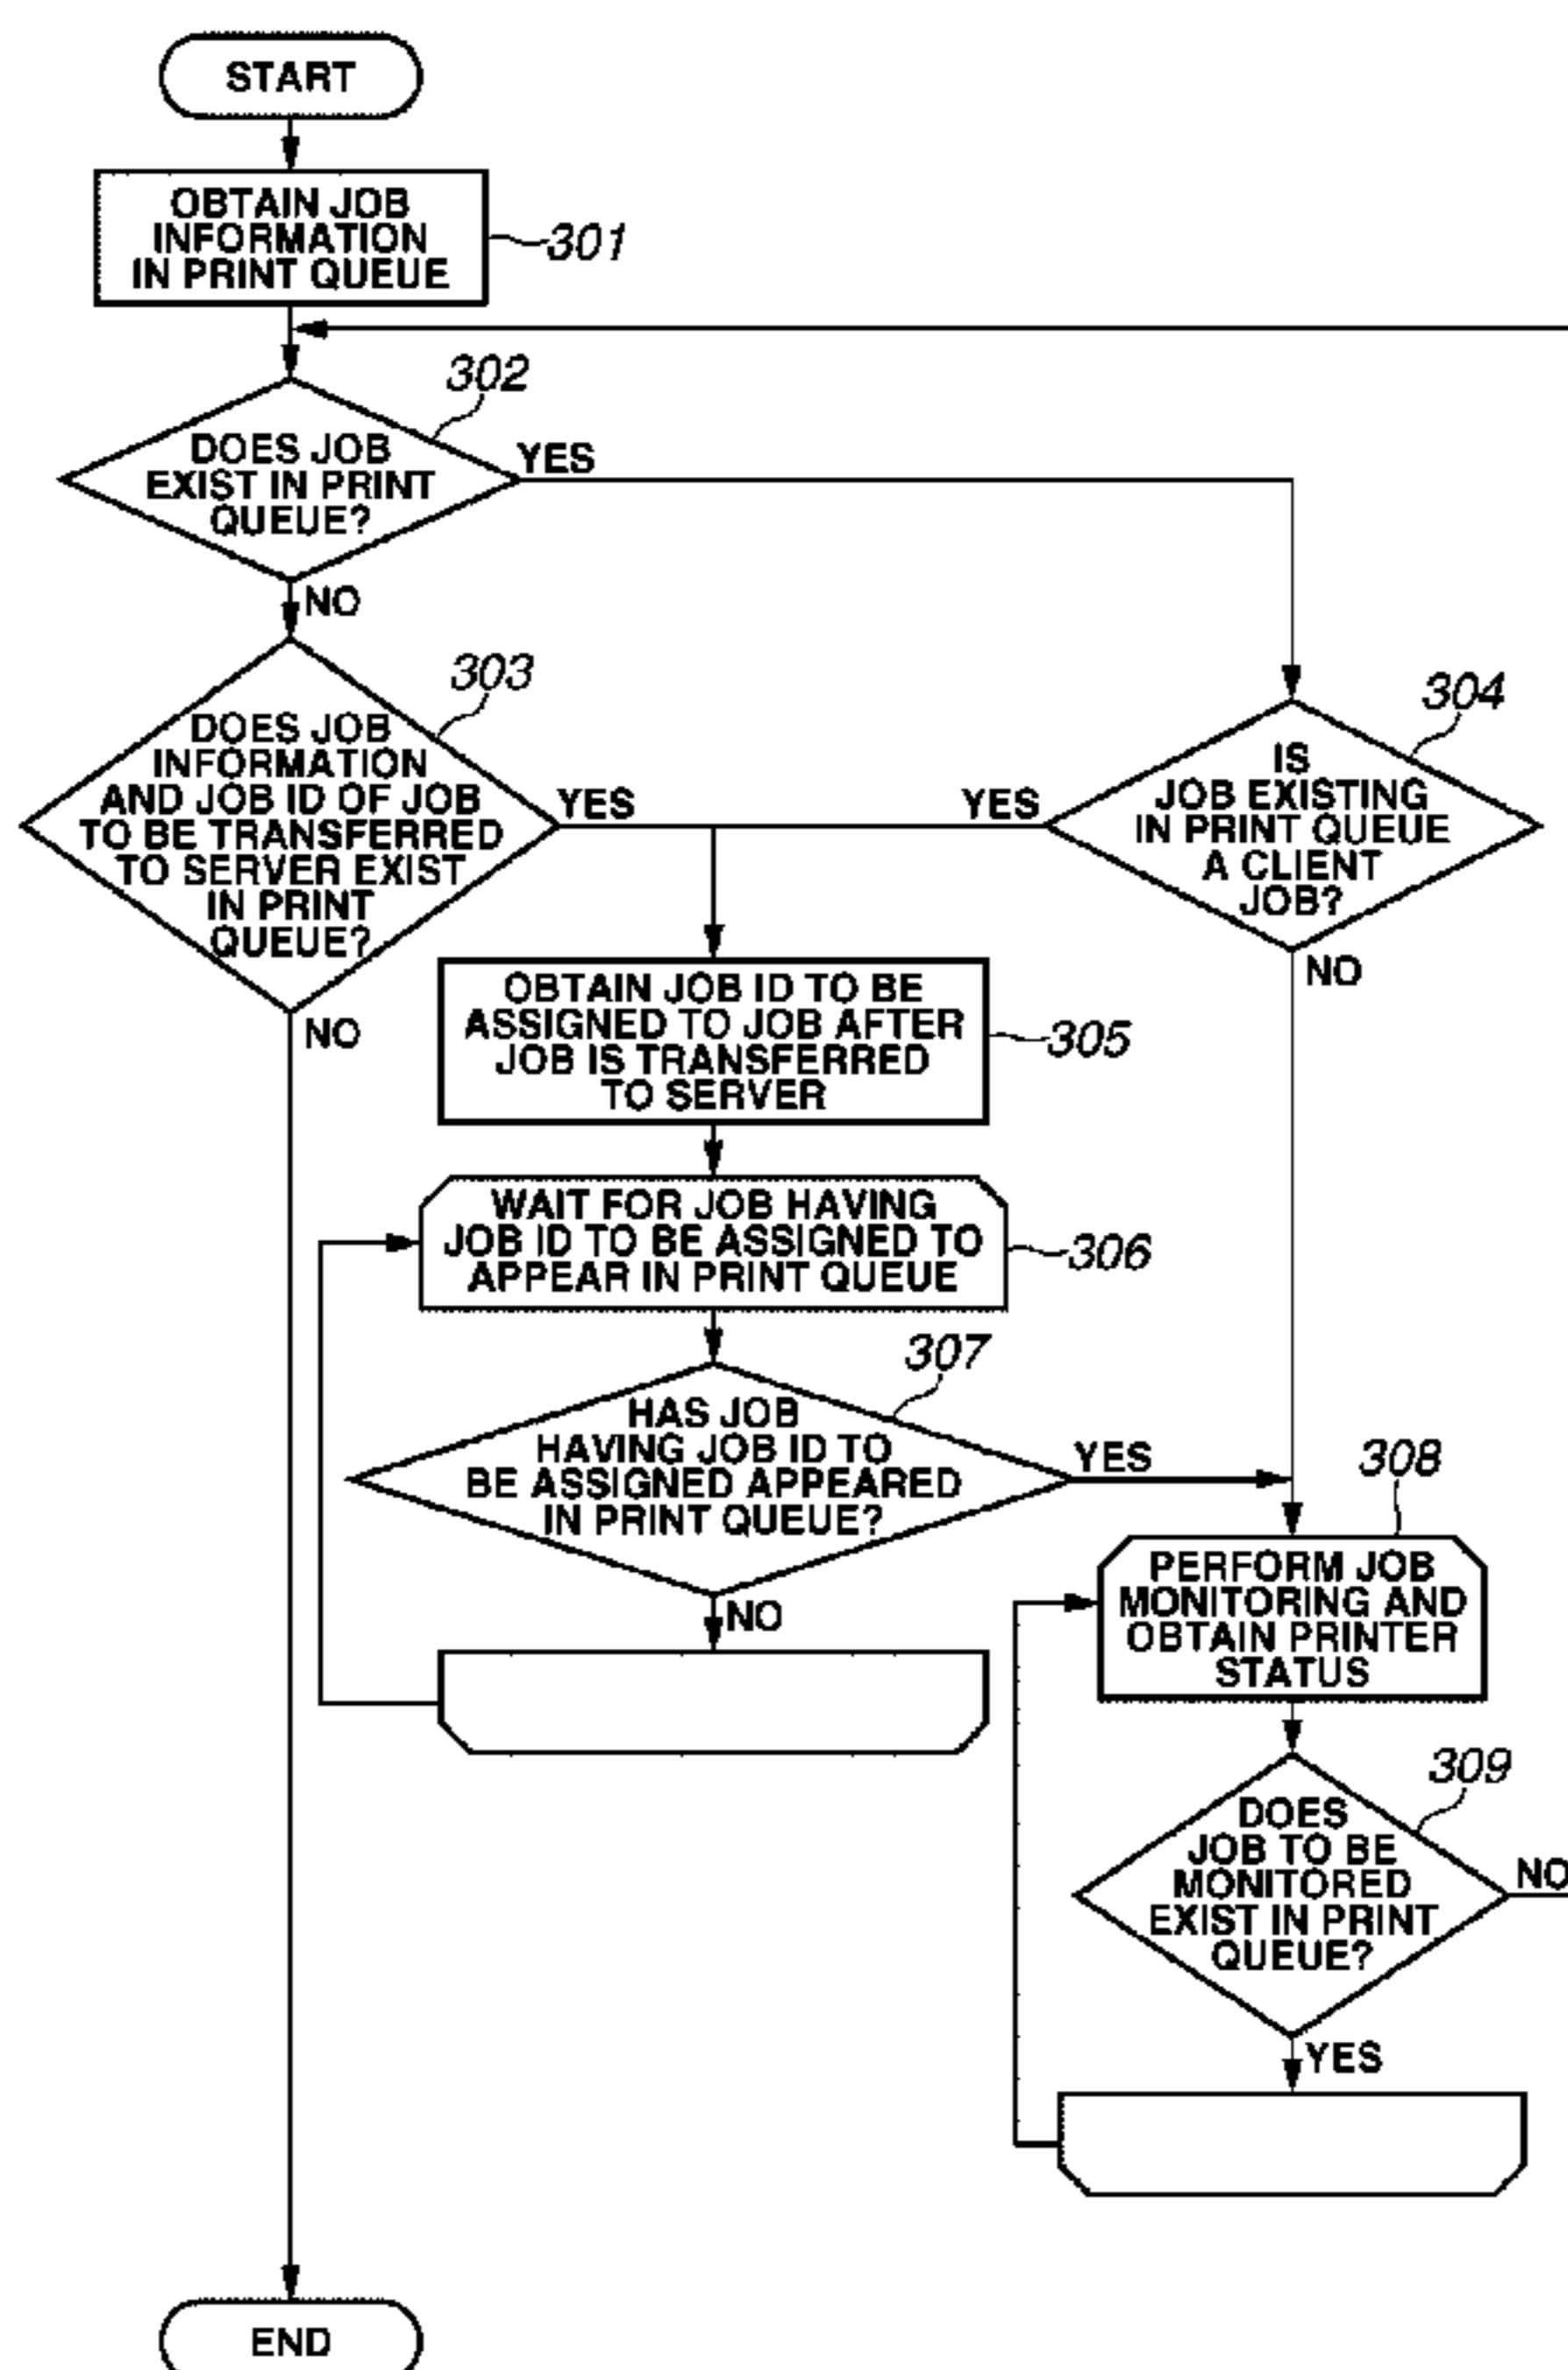 START
OBTAIN JOB
INFORMATION
IN PRINT QUEUE
301
302
DOES JOB
EXIST IN PRINT
QUEUE?
YES
NO
303
DOES JOB
INFORMATION
AND JOB ID OF JOB
TO BE TRANSFERRED
TO SERVER EXIST
IN PRINT
QUEUE?
YES
NO
304
IS
JOB EXISTING
IN PRINT QUEUE
A CLIENT
JOB?
YES
NO
OBTAIN JOB ID TO BE
ASSIGNED TO JOB AFTER
JOB IS TRANSFERRED
TO SERVER
305
WAIT FOR JOB HAVING
JOB ID TO BE ASSIGNED TO
APPEAR IN PRINT QUEUE
306
307
HAS JOB
HAVING JOB ID TO
BE ASSIGNED APPEARED
IN PRINT QUEUE?
YES
NO
308
PERFORM JOB
MONITORING AND
OBTAIN PRINTER
STATUS
309
DOES
JOB TO BE
MONITORED
EXIST IN PRINT
QUEUE?
NO
YES
END